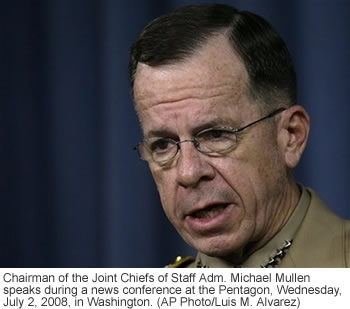 Chairman of the Joint Chiefs of Staff Adm. Michael Mullen
speaks during a news conference at the Pentagon, Wednesday,
July 2, 2008, in Washington. (AP Photo/Luis M. Alvarez)